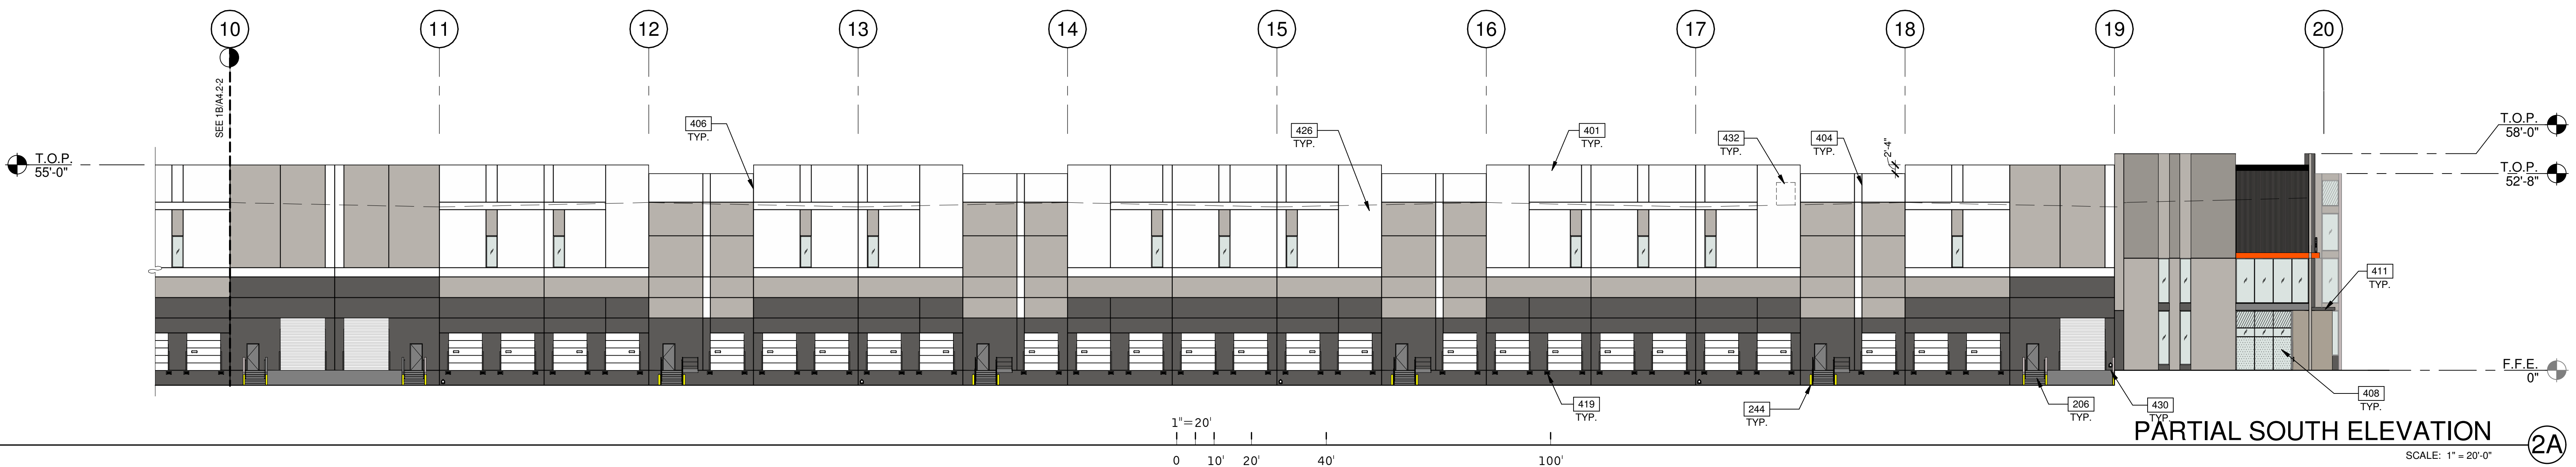 10
11
12
13
14
15
16
17
18
19
20
SEE 1B/A4.2-2
406
TYP.
426
TYP.
401
TYP.
432
TYP.
404
TYP.
2'-4"
T.O.P.
58'-0"
T.O.P.
55'-0"
T.O.P.
52'-8"
411
TYP.
F.F.E.
0"
408
TYP.
419
TYP.
244
TYP.
206
TYP.
430
TYP.
1"=20'
0 10' 20' 40' 100'
PARTIAL SOUTH ELEVATION
2A
SCALE: 1" = 20'-0"